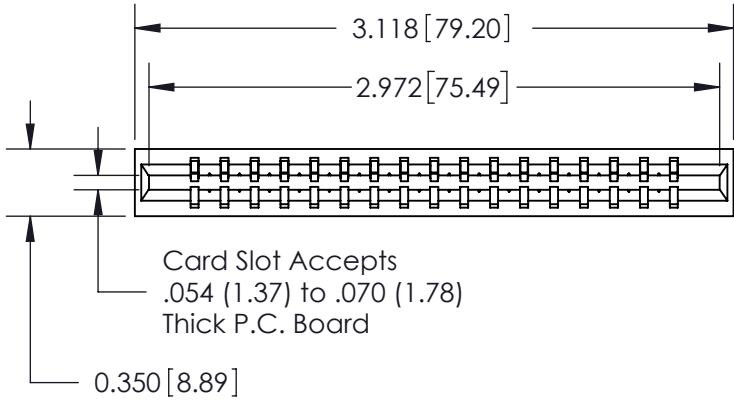 3.118 [79.20]
2.972 [75.49]
Card Slot Accepts
.054 (1.37) to .070 (1.78)
Thick P.C. Board
0.350 [8.89]